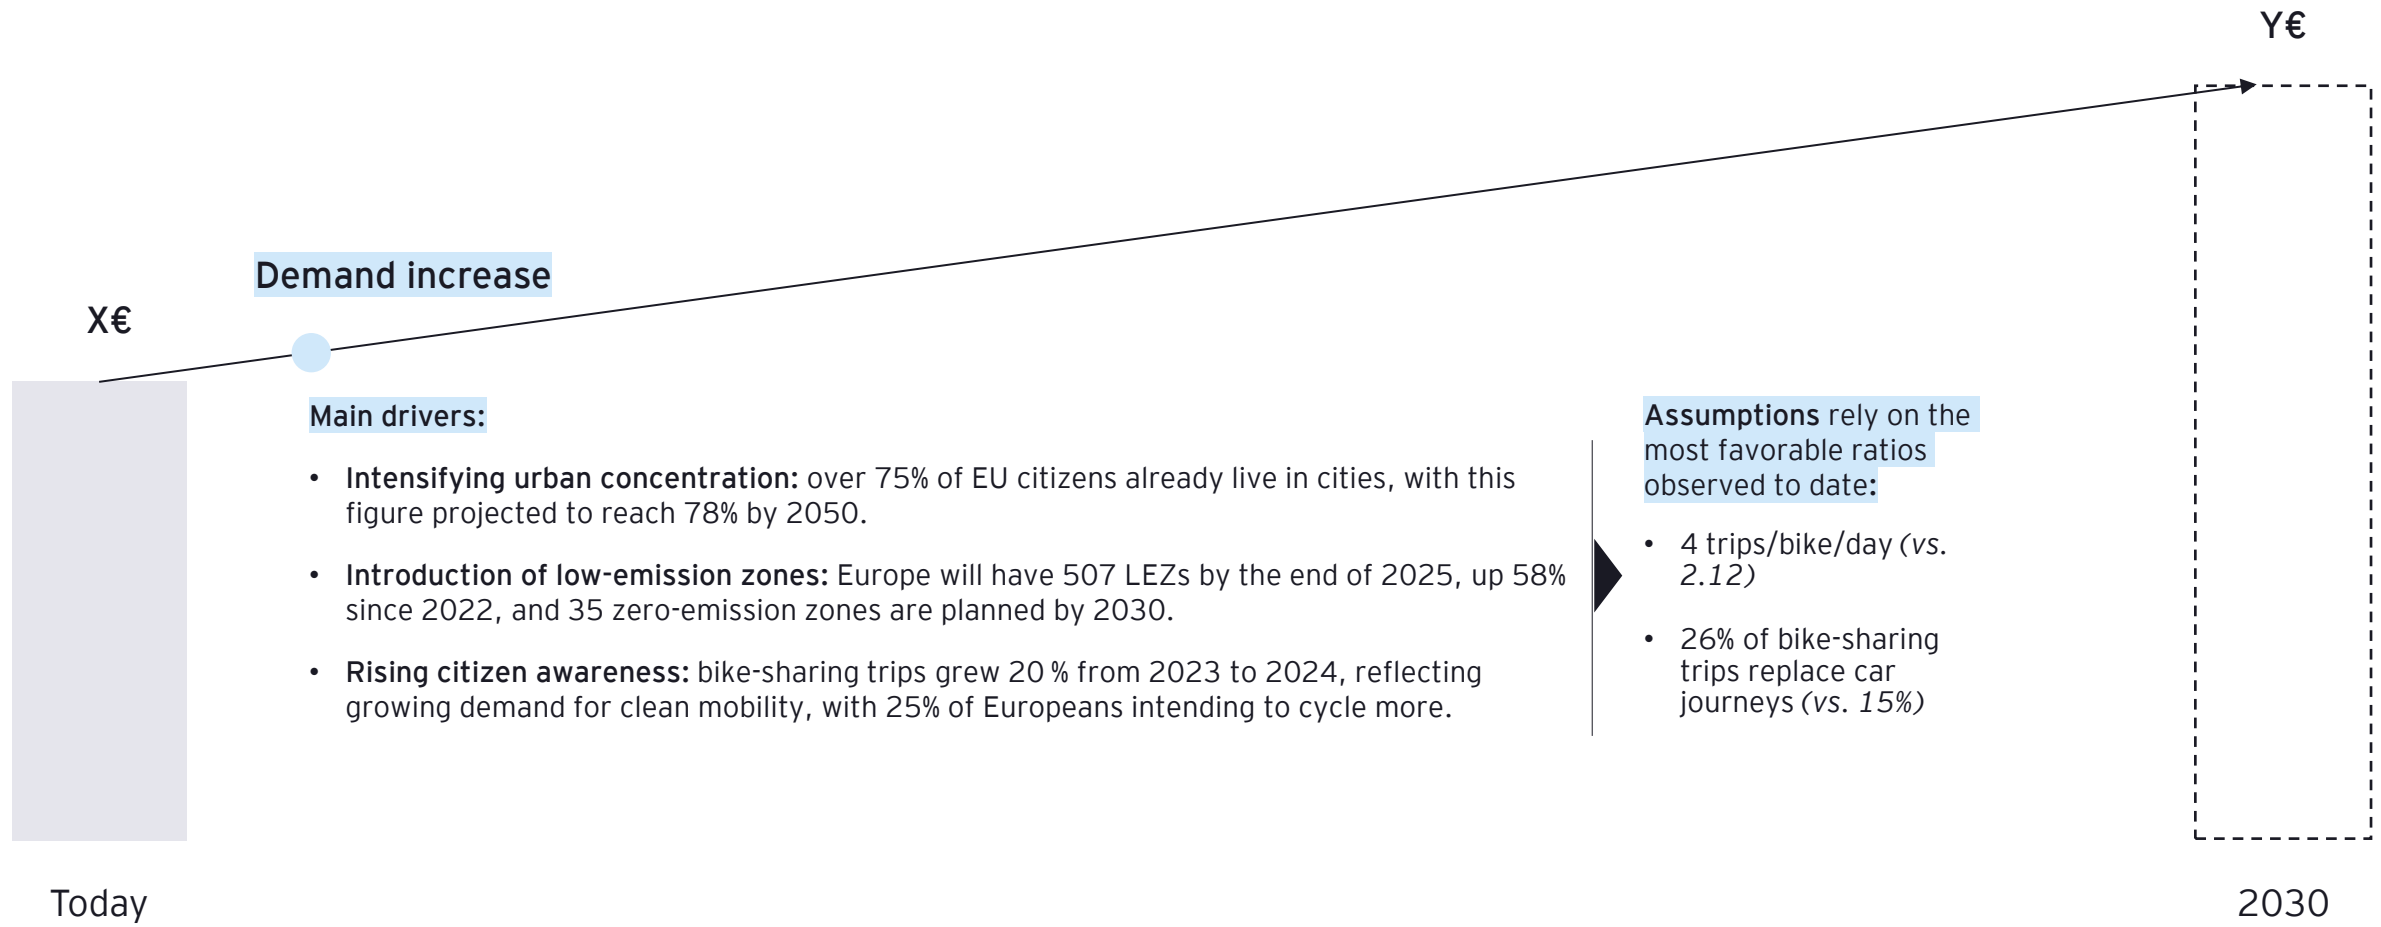 Y€
Demand increase
X€
Main drivers:
• Intensifying urban concentration: over 75% of EU citizens already live in cities, with this
figure projected to reach 78% by 2050.
• Introduction of low-emission zones: Europe will have 507 LEZs by the end of 2025, up 58%
since 2022, and 35 zero-emission zones are planned by 2030.
• Rising citizen awareness: bike-sharing trips grew 20 % from 2023 to 2024, reflecting
growing demand for clean mobility, with 25% of Europeans intending to cycle more.
Assumptions rely on the
most favorable ratios
observed to date:
• 4 trips/bike/day (vs.
2.12)
• 26% of bike-sharing
trips replace car
journeys (vs. 15%)
Today
2030